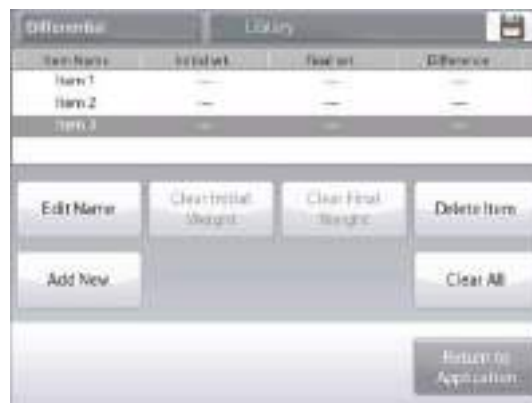 Differential Library
Item Name Initial wt. Final wt. Difference
Item 1 --- --- ---
Item 2 --- --- ---
Item 3 --- --- ---
Edit Name Clear Initial Weight Clear Final Weight Delete Item
Add New Clear All
Return to Application